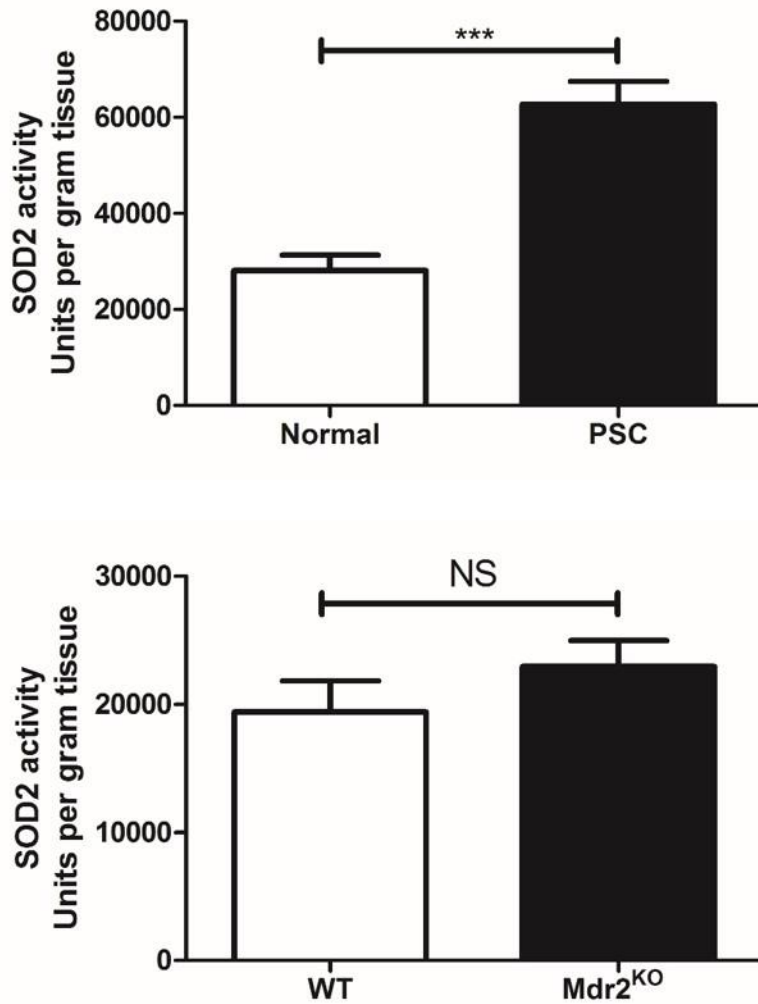 SOD2 activity
Units per gram tissue
80000
60000
40000
20000
0
***
Normal
PSC
SOD2 activity
Units per gram tissue
30000
20000
10000
0
NS
WT
Mdr2KO